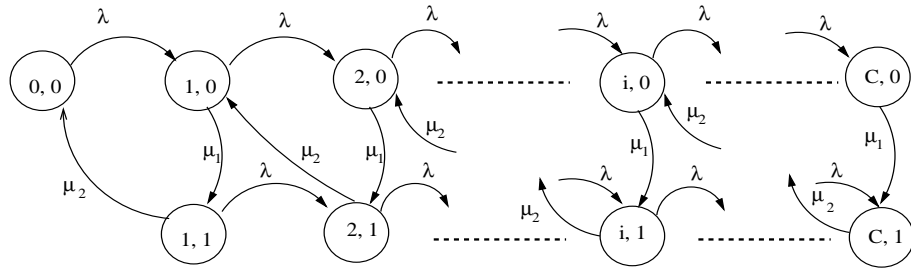 λ λ λ λ λ λ
0, 0 1, 0 2, 0 i, 0 C, 0
μ2 μ2
μ1 μ2 μ1 μ1 μ1
μ2 λ λ λ λ λ
μ2 μ2
1, 1 2, 1 i, 1 C, 1